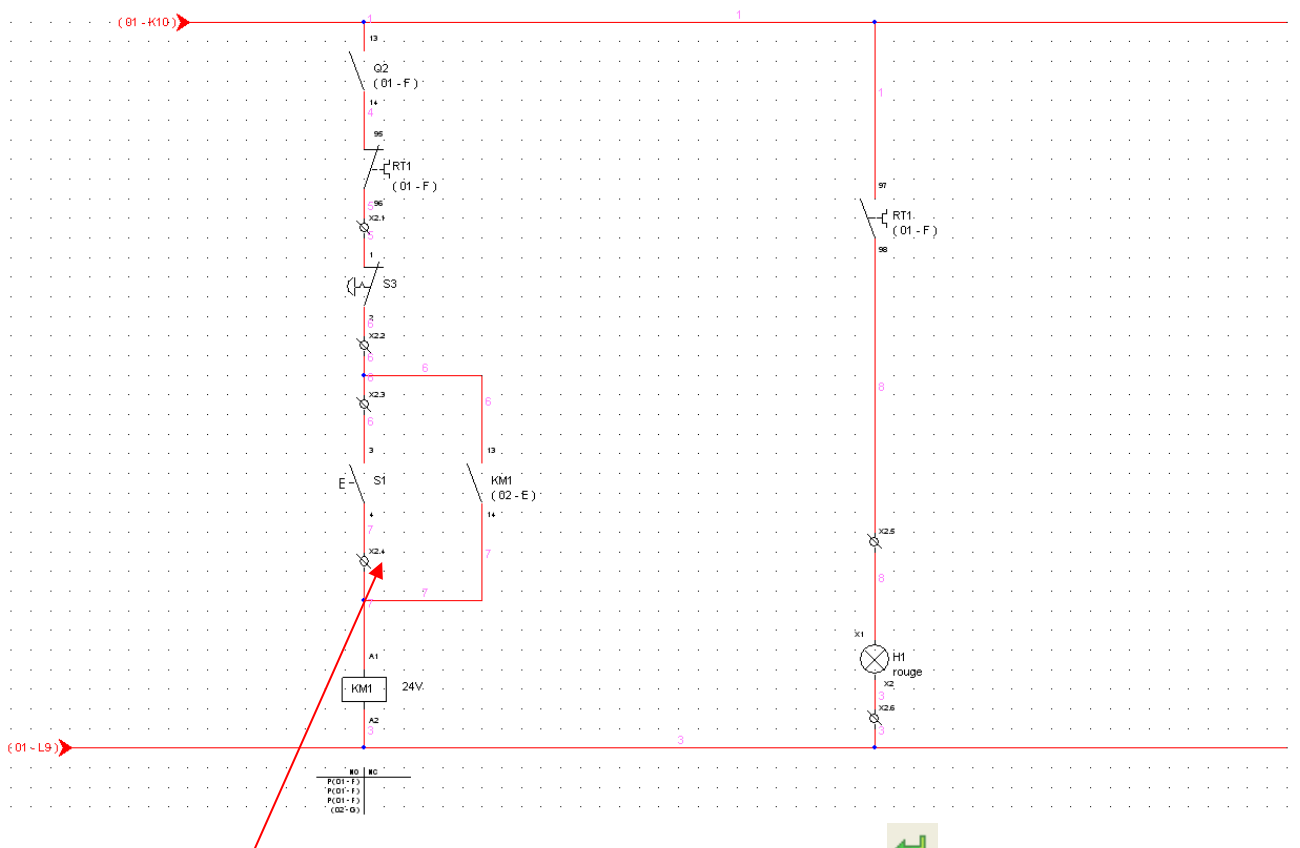 ( 01 - K10 )
1
1
13
Q2
( 01 - F )
14
4
1
95
RT1
( 01 - F )
96
5
X2.1
5
97
RT1
( 01 - F )
98
1
S3
2
6
X2.2
6
6
6
6
X2.3
6
8
3
S1
4
13
KM1
( 02 - E )
14
7
X2.4
7
7
7
X2.5
8
A1
KM1
24V
A2
3
X1
H1
rouge
X2
3
X2.6
3
( 01 - L9 )
3
NO NC
P(01-F)
P(01-F)
P(01-F)
(02-G)